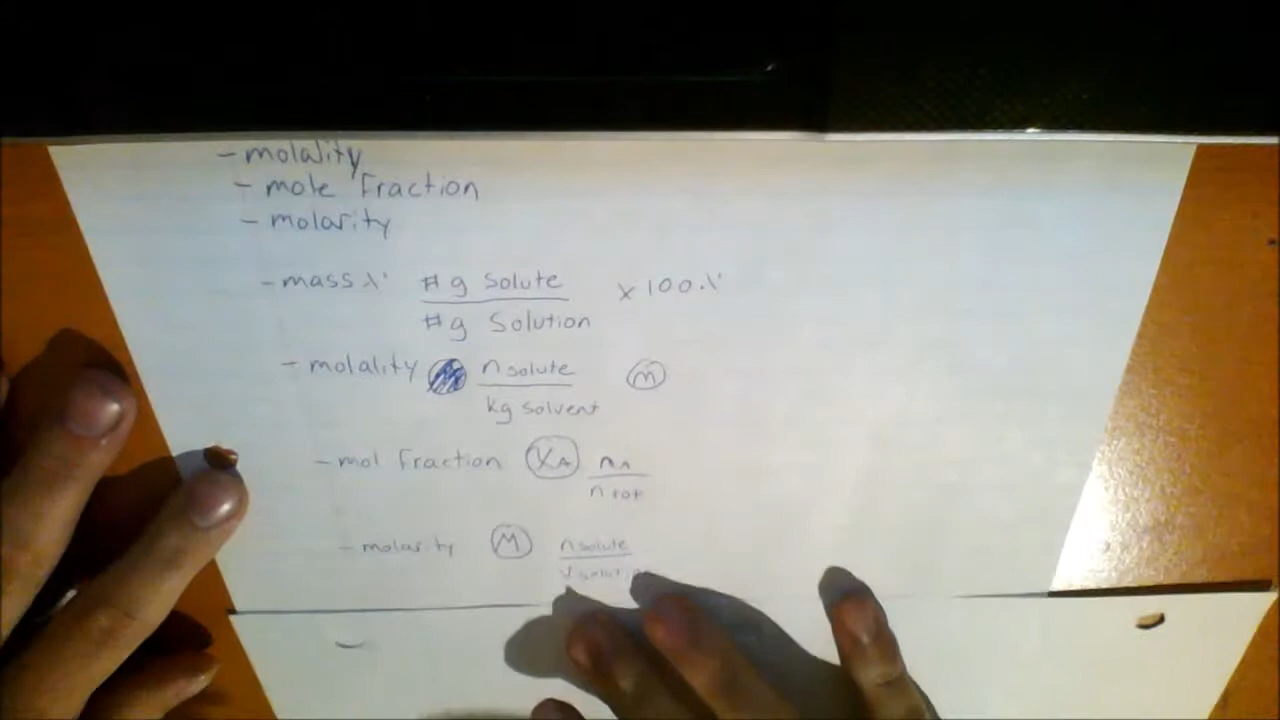 - molality
- mole fraction
- molarity
- mass % #g solute x 100%
#g Solution
- molality n solute m
kg solvent
- mol fraction XA nA
n tot
- molarity M n solute
V solution